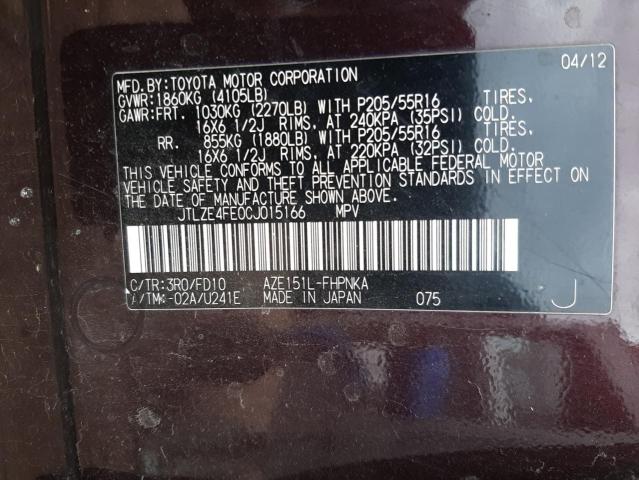 MFD.BY:TOYOTA MOTOR CORPORATION 04/12
GVWR:1860KG (4105LB)
GAWR:FRT. 1030KG (2270LB) WITH P205/55R16 TIRES.
16X6 1/2J RIMS, AT 240KPA (35PSI) COLD.
RR. 855KG (1880LB) WITH P205/55R16 TIRES.
16X6 1/2J RIMS, AT 220KPA (32PSI) COLD.
THIS VEHICLE CONFORMS TO ALL APPLICABLE FEDERAL MOTOR
VEHICLE SAFETY AND THEFT PREVENTION STANDARDS IN EFFECT ON
THE DATE OF MANUFACTURE SHOWN ABOVE.
JTLZE4FE0CJ015166 MPV
C/TR:3R0/FD10 AZE151L-FHPNKA
A/TM:-02A/U241E MADE IN JAPAN 075 J